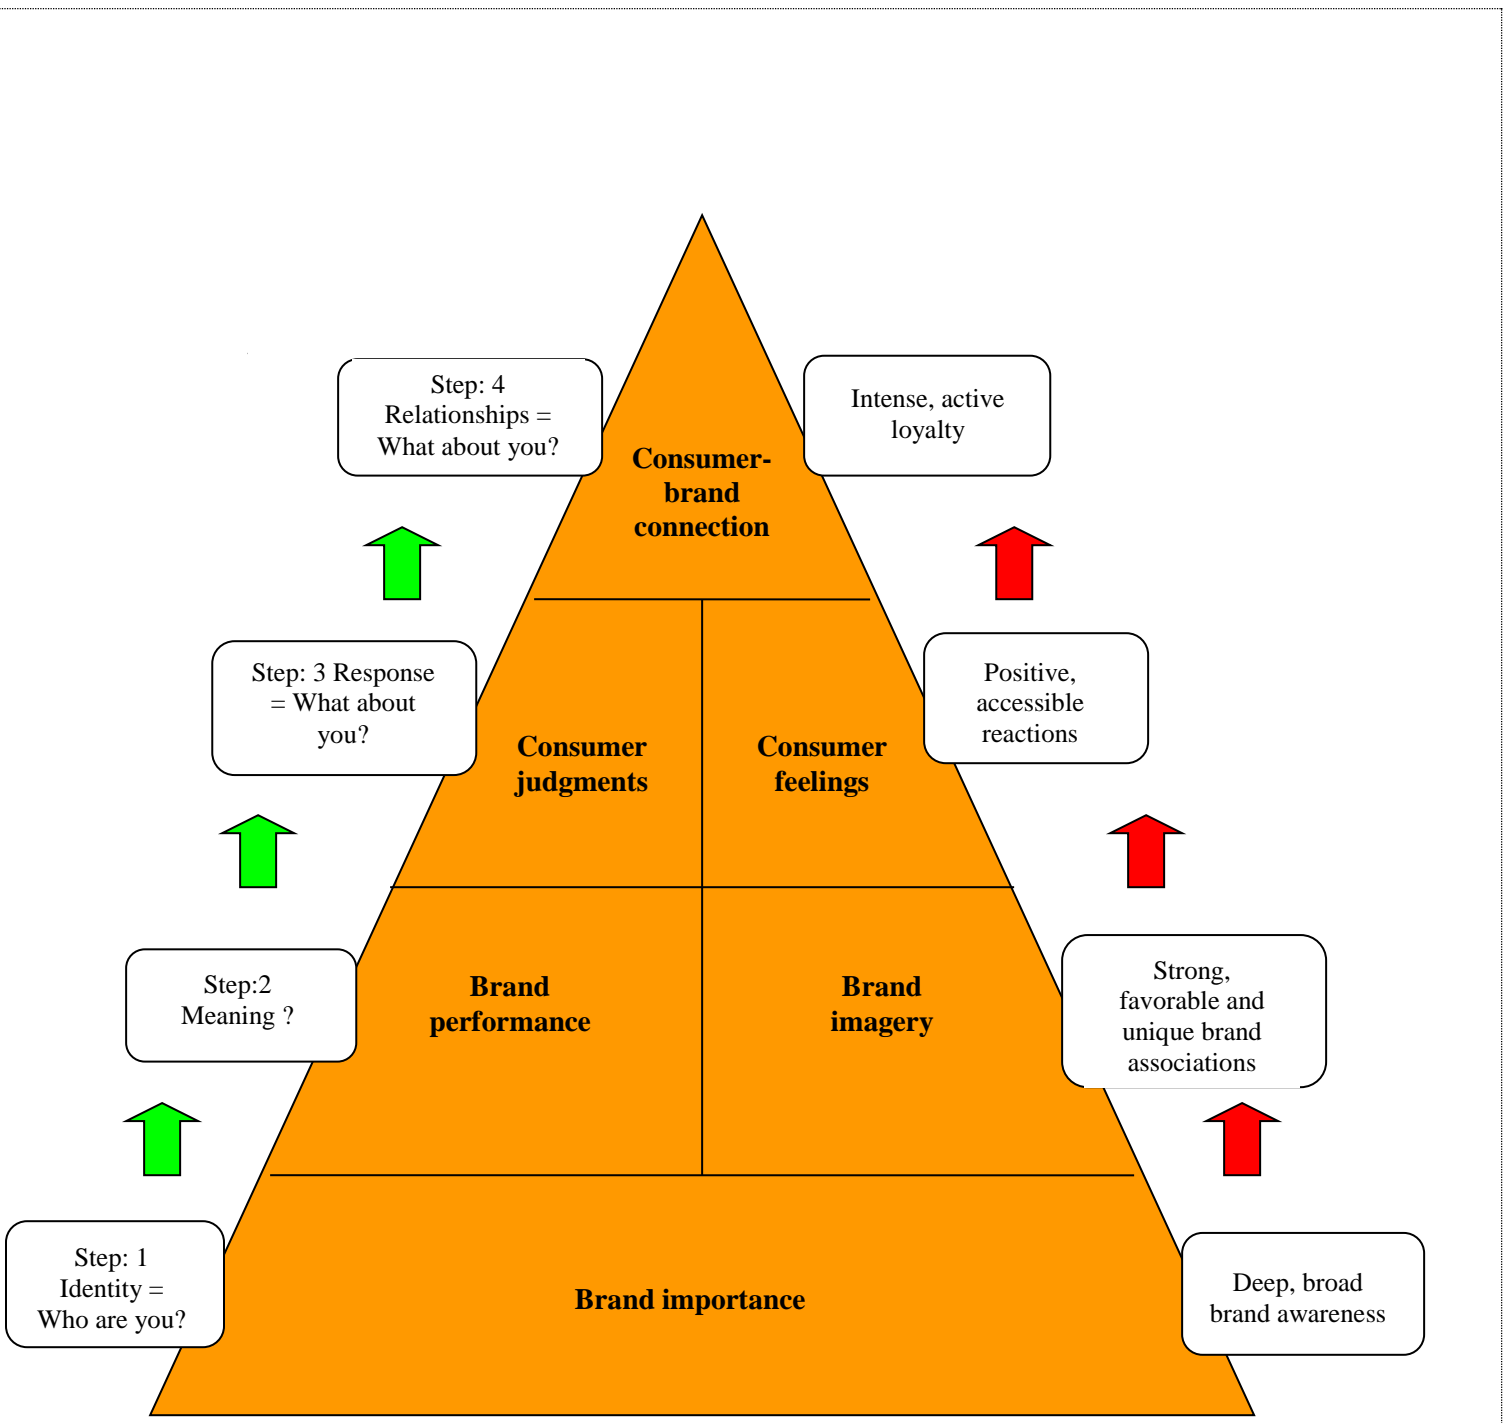 Step: 4
Relationships =
What about you?
Intense, active
loyalty
Consumer-
brand
connection
Step: 3 Response
= What about
you?
Positive,
accessible
reactions
Consumer
judgments
Consumer
feelings
Step:2
Meaning ?
Brand
performance
Brand
imagery
Strong,
favorable and
unique brand
associations
Step: 1
Identity =
Who are you?
Brand importance
Deep, broad
brand awareness